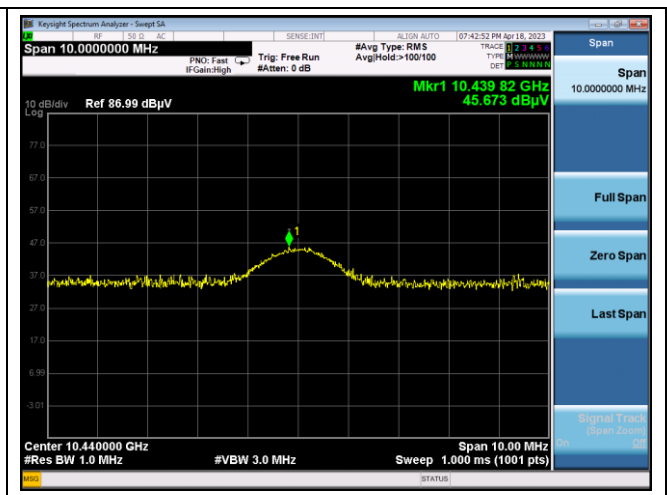 Keysight Spectrum Analyzer - Swept SA
RF 50 Ω AC SENSE:INT ALIGN AUTO 07:42:52 PM Apr 18, 2023
Span 10.0000000 MHz
PNO: Fast
IFGain:High
Trig: Free Run
#Atten: 0 dB
#Avg Type: RMS
Avg|Hold:>100/100
TRACE 1 2 3 4 5 6
TYPE M WWWWW
DET P S N N N N
Mkr1 10.439 82 GHz
45.673 dBµV
10 dB/div Ref 86.99 dBµV
Log
77.0
67.0
57.0
47.0
37.0
27.0
17.0
6.99
-3.01
1
Center 10.440000 GHz Span 10.00 MHz
#Res BW 1.0 MHz #VBW 3.0 MHz Sweep 1.000 ms (1001 pts)
MSG STATUS
Span
Span
10.0000000 MHz
Full Span
Zero Span
Last Span
Signal Track
(Span Zoom)
On Off